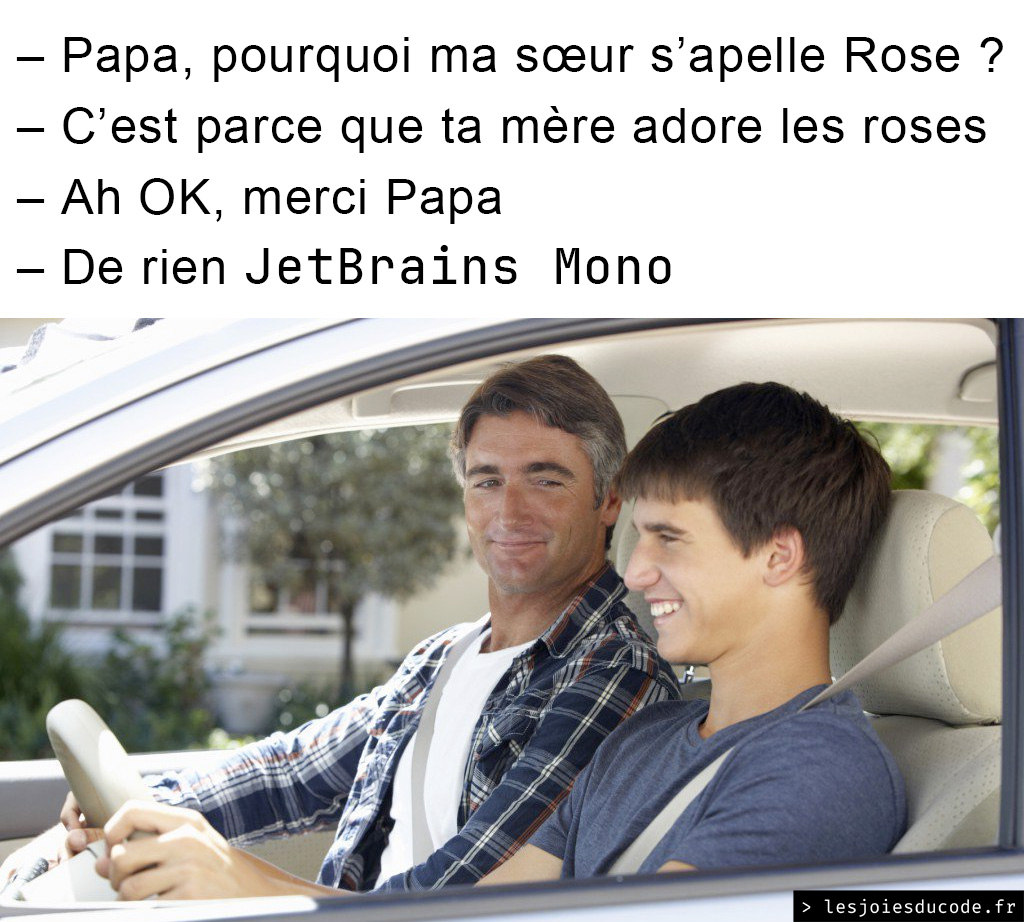 – Papa, pourquoi ma sœur s’apelle Rose ?
– C’est parce que ta mère adore les roses
– Ah OK, merci Papa
– De rien JetBrains Mono
> lesjoiesducode.fr